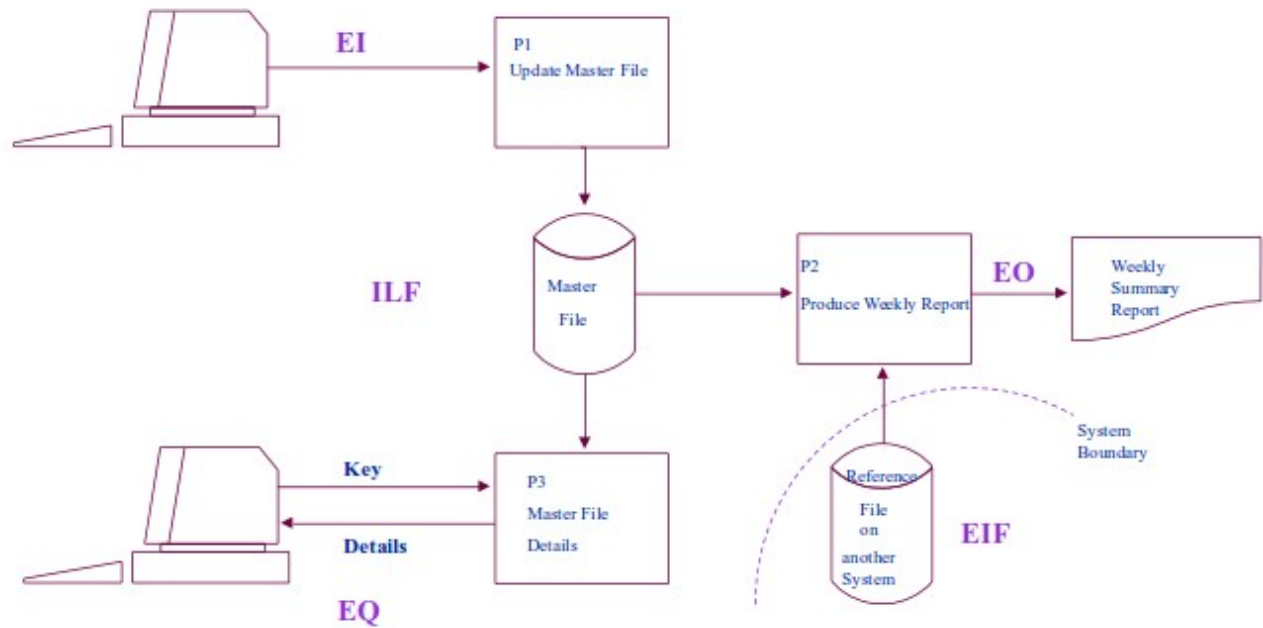 EI
P1
Update Master File
ILF
Master
File
P2
Produce Weekly Report
EO
Weekly
Summary
Report
System
Boundary
Key
Details
EQ
P3
Master File
Details
Reference
File
on
another
System
EIF